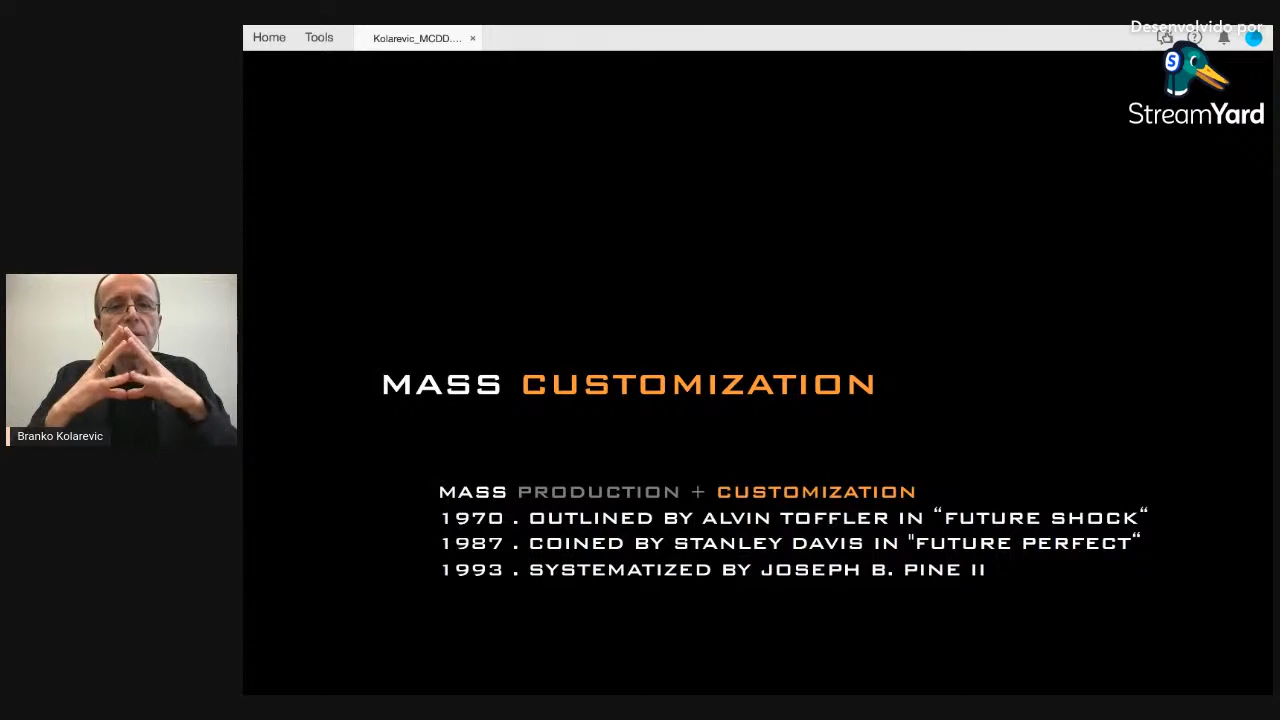 Home Tools Kolarevic_MCDD.... ×
Desenvolvido por
StreamYard
MASS CUSTOMIZATION
MASS PRODUCTION + CUSTOMIZATION
1970 . OUTLINED BY ALVIN TOFFLER IN “FUTURE SHOCK“
1987 . COINED BY STANLEY DAVIS IN "FUTURE PERFECT“
1993 . SYSTEMATIZED BY JOSEPH B. PINE II
Branko Kolarevic